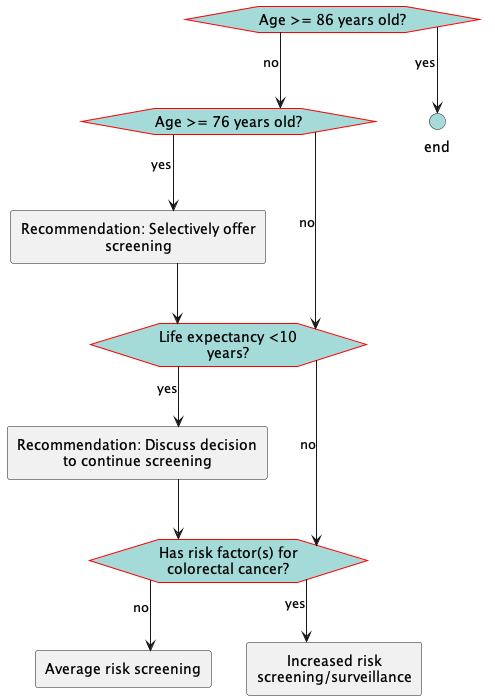 Age >= 86 years old?
no
yes
Age >= 76 years old?
end
yes
no
Recommendation: Selectively offer
screening
Life expectancy <10
years?
yes
no
Recommendation: Discuss decision
to continue screening
Has risk factor(s) for
colorectal cancer?
no
yes
Average risk screening
Increased risk
screening/surveillance